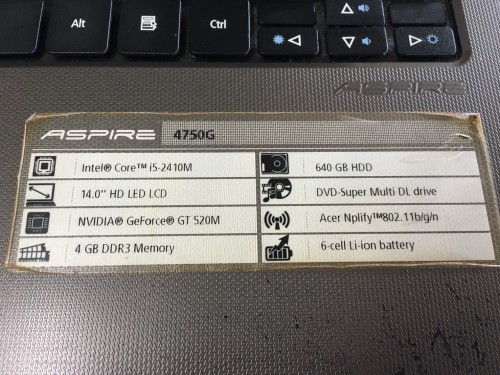 Alt
Ctrl
ASPIRE
ASPIRE 4750G
Intel® Core™ i5-2410M
640 GB HDD
14.0" HD LED LCD
DVD-Super Multi DL drive
NVIDIA® GeForce® GT 520M
Acer Nplify™802.11b/g/n
4 GB DDR3 Memory
6-cell Li-ion battery